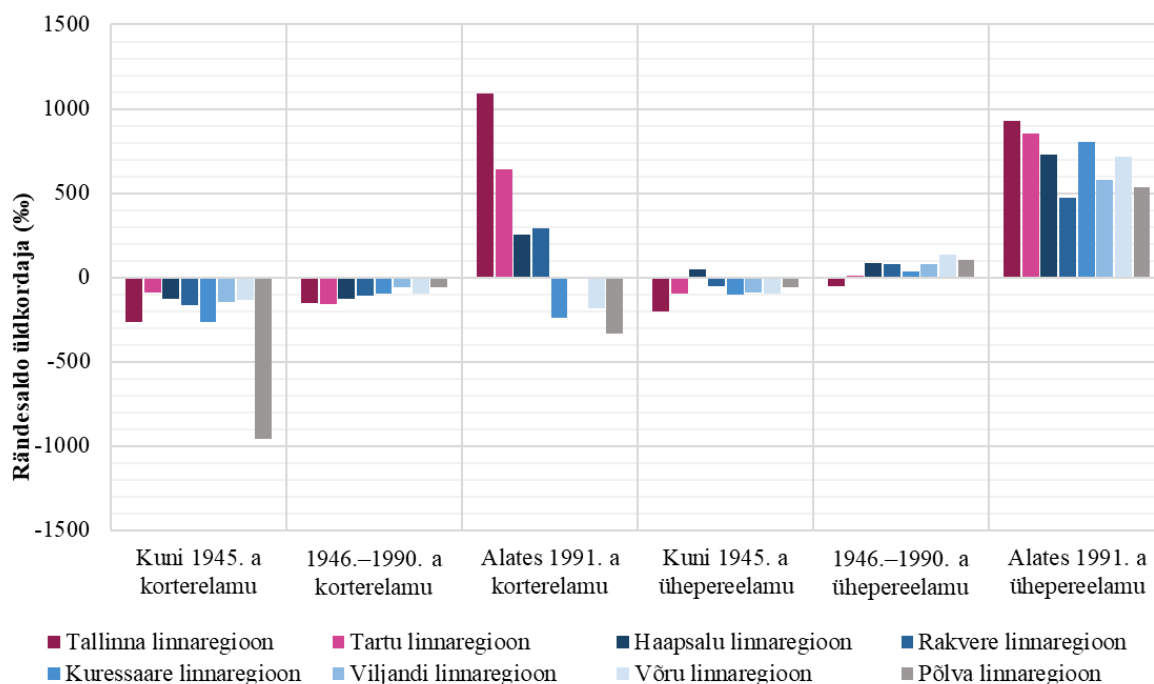 1500
1000
500
0
-500
-1000
-1500
Rändesaldo üldkordaja (‰)
Kuni 1945. a korterelamu
1946.–1990. a korterelamu
Alates 1991. a korterelamu
Kuni 1945. a ühepereelamu
1946.–1990. a ühepereelamu
Alates 1991. a ühepereelamu
Tallinna linnaregioon
Tartu linnaregioon
Haapsalu linnaregioon
Rakvere linnaregioon
Kuressaare linnaregioon
Viljandi linnaregioon
Võru linnaregioon
Põlva linnaregioon